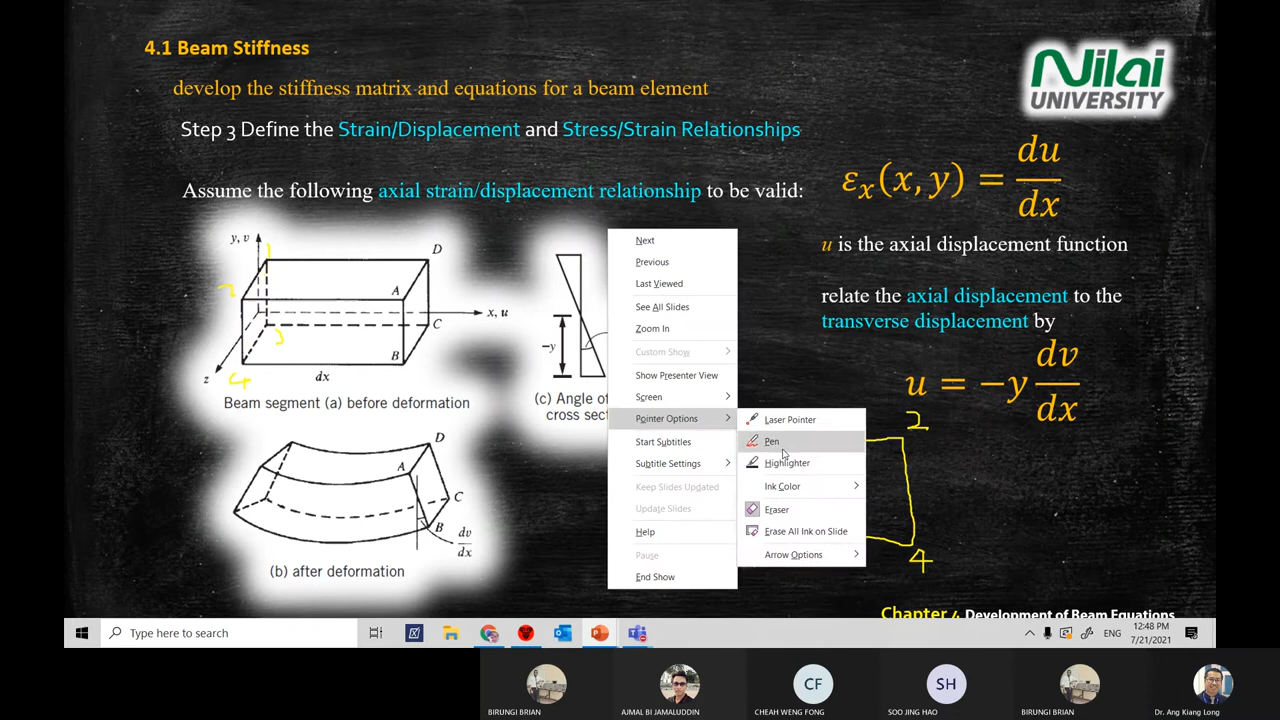 4.1 Beam Stiffness
develop the stiffness matrix and equations for a beam element
Step 3 Define the Strain/Displacement and Stress/Strain Relationships
Nilai
UNIVERSITY
Assume the following axial strain/displacement relationship to be valid:
εx(x, y) = du/dx
u is the axial displacement function
relate the axial displacement to the
transverse displacement by
u = −y dv/dx
y, v
1
D
2
A
x, u
3
C
B
z
4
dx
Beam segment (a) before deformation
−y
(c) Angle of
cross sect
D
A
C
B
dv
dx
(b) after deformation
2
4
Next
Previous
Last Viewed
See All Slides
Zoom In
Custom Show
Show Presenter View
Screen
Pointer Options
Start Subtitles
Subtitle Settings
Keep Slides Updated
Update Slides
Help
Pause
End Show
Laser Pointer
Pen
Highlighter
Ink Color
Eraser
Erase All Ink on Slide
Arrow Options
Chapter 4 Development of Beam Equations
Type here to search
ENG
12:48 PM
7/21/2021
CF
SH
BIRUNGI BRIAN
AJMAL BI JAMALUDDIN
CHEAH WENG FONG
SOO JING HAO
BIRUNGI BRIAN
Dr. Ang Kiang Long